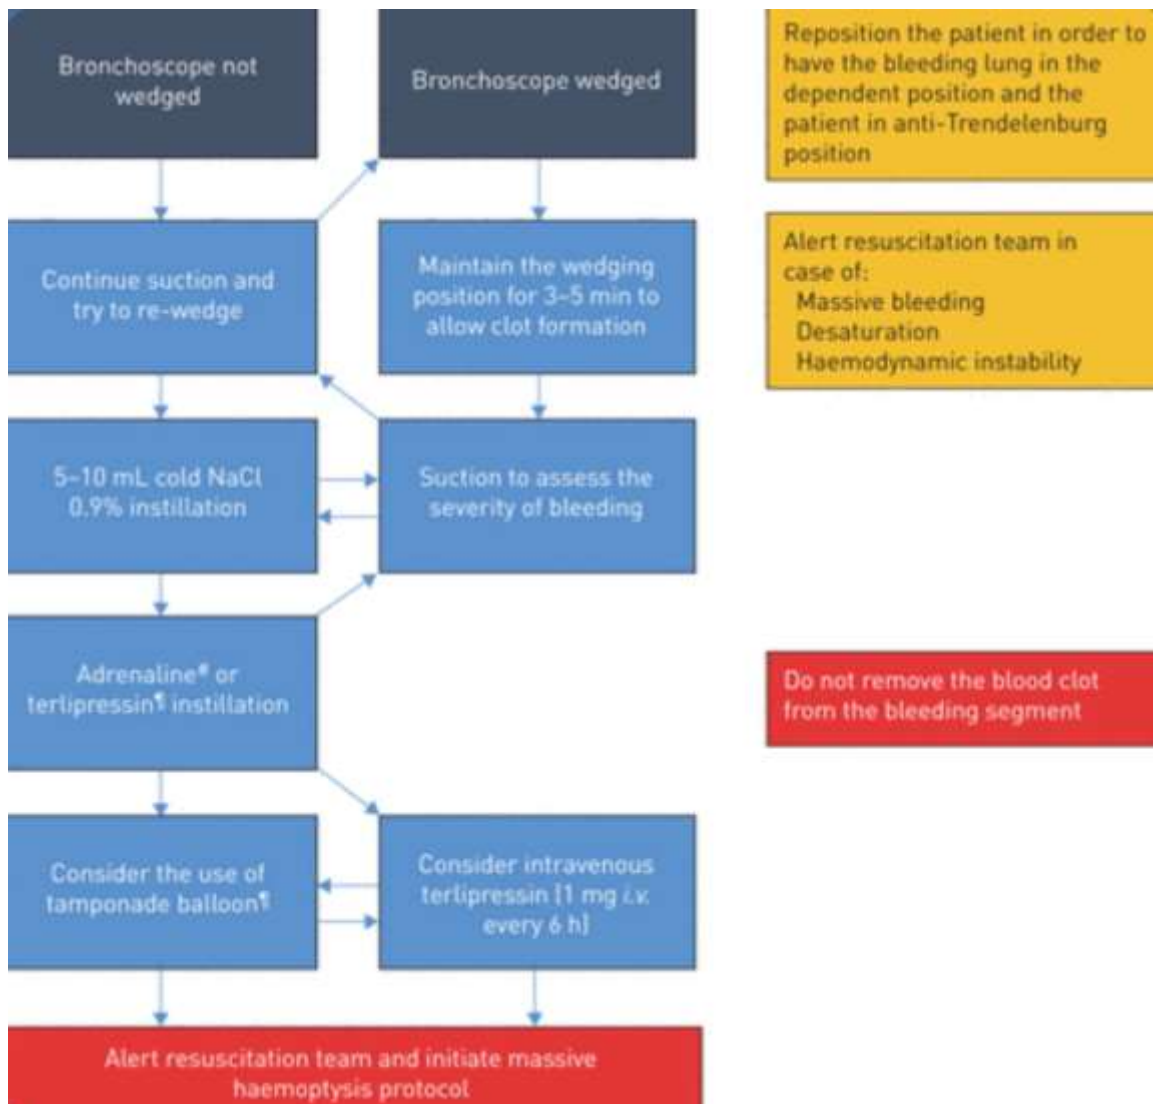 Bronchoscope not
wedged
Bronchoscope wedged
Reposition the patient in order to
have the bleeding lung in the
dependent position and the
patient in anti-Trendelenburg
position
Continue suction and
try to re-wedge
Maintain the wedging
position for 3–5 min to
allow clot formation
Alert resuscitation team in
case of:
Massive bleeding
Desaturation
Haemodynamic instability
5–10 mL cold NaCl
0.9% instillation
Suction to assess the
severity of bleeding
Adrenaline# or
terlipressin¶ instillation
Do not remove the blood clot
from the bleeding segment
Consider the use of
tamponade balloon¶
Consider intravenous
terlipressin (1 mg i.v.
every 6 h)
Alert resuscitation team and initiate massive
haemoptysis protocol